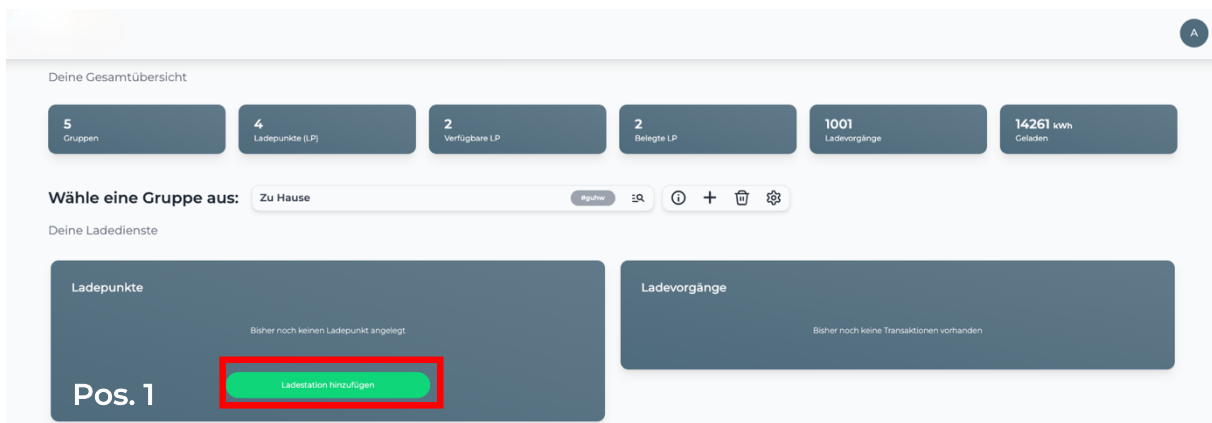 A
Deine Gesamtübersicht
5
Gruppen
4
Ladepunkte (LP)
2
Verfügbare LP
2
Belegte LP
1001
Ladevorgänge
14261 kWh
Geladen
Wähle eine Gruppe aus: Zu Hause #guhw
Deine Ladedienste
Ladepunkte
Bisher noch keinen Ladepunkt angelegt
Ladestation hinzufügen
Pos. 1
Ladevorgänge
Bisher noch keine Transaktionen vorhanden